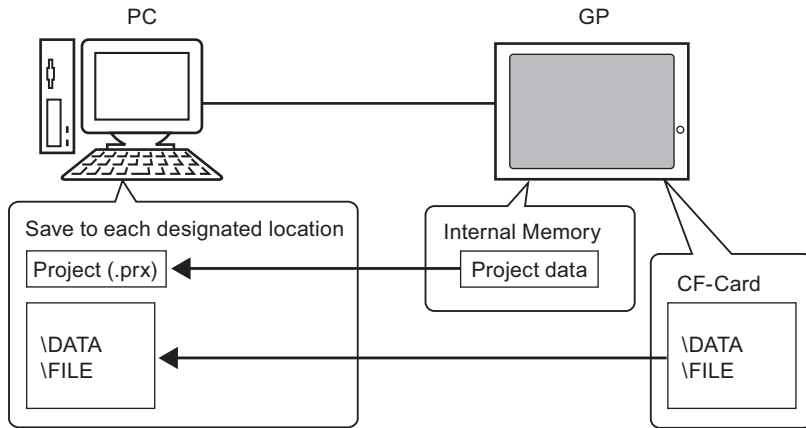 PC
GP
Save to each designated location
Internal Memory
Project (.prx)
Project data
CF-Card
\DATA
\FILE
\DATA
\FILE